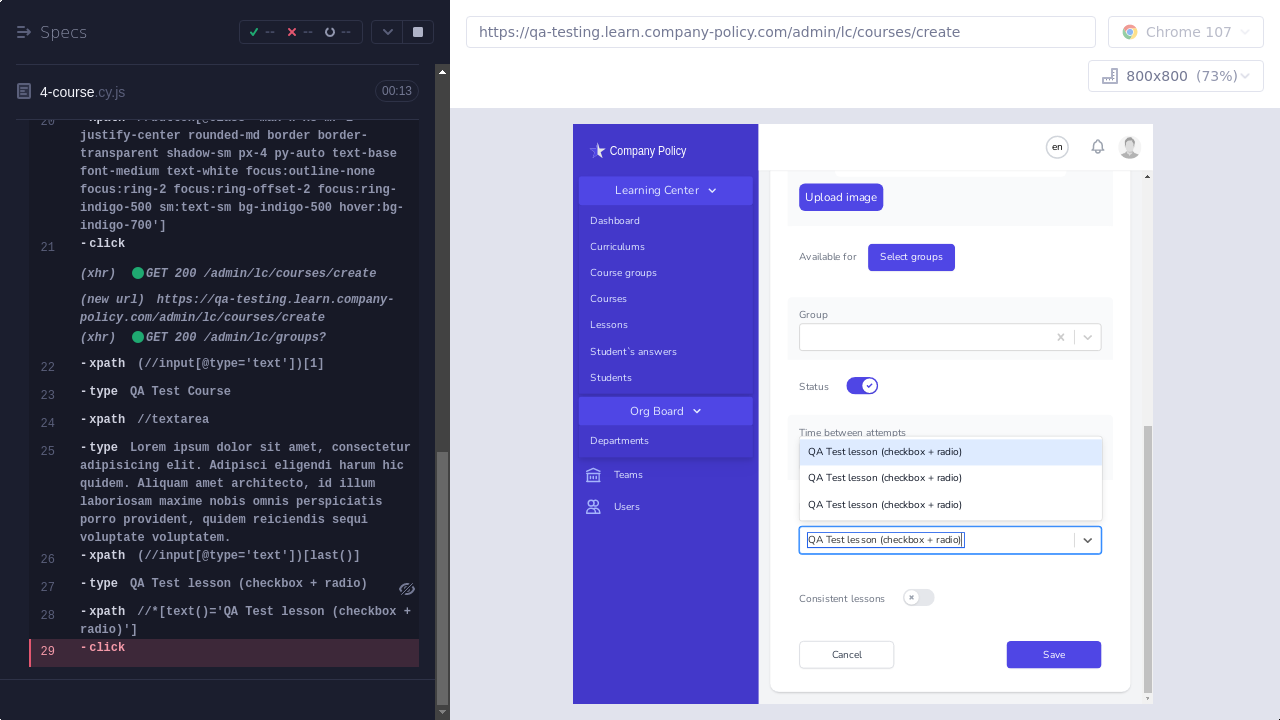 Specs
--
--
--
https://qa-testing.learn.company-policy.com/admin/lc/courses/create
Chrome 107
800x800 (73%)
4-course.cy.js
00:13
20
justify-center rounded-md border border-
transparent shadow-sm px-4 py-auto text-base
font-medium text-white focus:outline-none
focus:ring-2 focus:ring-offset-2 focus:ring-
indigo-500 sm:text-sm bg-indigo-500 hover:bg-
indigo-700']
21 -click
(xhr) GET 200 /admin/lc/courses/create
(new url) https://qa-testing.learn.company-
policy.com/admin/lc/courses/create
(xhr) GET 200 /admin/lc/groups?
22 -xpath (//input[@type='text'])[1]
23 -type QA Test Course
24 -xpath //textarea
25 -type Lorem ipsum dolor sit amet, consectetur
adipisicing elit. Adipisci eligendi harum hic
quidem. Aliquam amet architecto, id illum
laboriosam maxime nobis omnis perspiciatis
porro provident, quidem reiciendis sequi
voluptate voluptatem.
26 -xpath (//input[@type='text'])[last()]
27 -type QA Test lesson (checkbox + radio)
28 -xpath //*[text()='QA Test lesson (checkbox +
radio)']
29 -click
Company Policy
Learning Center
Dashboard
Curriculums
Course groups
Courses
Lessons
Student`s answers
Students
Org Board
Departments
Teams
Users
en
Upload image
Available for
Select groups
Group
Status
Time between attempts
QA Test lesson (checkbox + radio)
QA Test lesson (checkbox + radio)
QA Test lesson (checkbox + radio)
QA Test lesson (checkbox + radio)
Consistent lessons
Cancel
Save